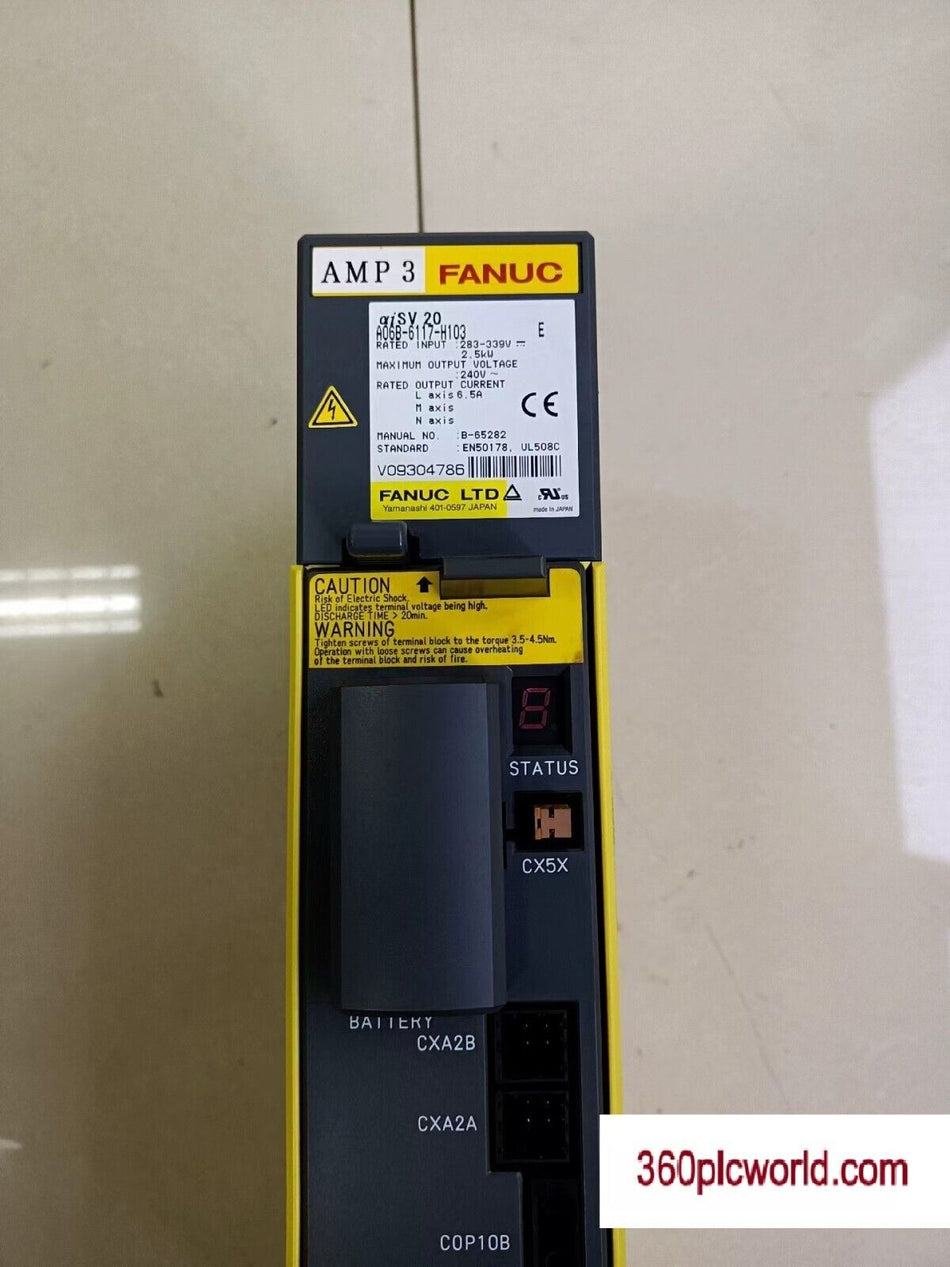 AMP 3 FANUC
αiSV 20
A06B-6117-H103 E
RATED INPUT :283-339V ⎓
2.5kW
MAXIMUM OUTPUT VOLTAGE
:240V ~
RATED OUTPUT CURRENT
L axis 6.5A
M axis
N axis
CE
MANUAL NO. :B-65282
STANDARD :EN50178, UL508C
V09304786
FANUC LTD
Yamanashi 401-0597 JAPAN
c RU us
made in JAPAN
CAUTION
Risk of Electric Shock.
LED indicates terminal voltage being high.
DISCHARGE TIME > 20min.
WARNING
Tighten screws of terminal block to the torque 3.5-4.5Nm.
Operation with loose screws can cause overheating
of the terminal block and risk of fire.
8
STATUS
CX5X
BATTERY
CXA2B
CXA2A
COP10B
360plcworld.com